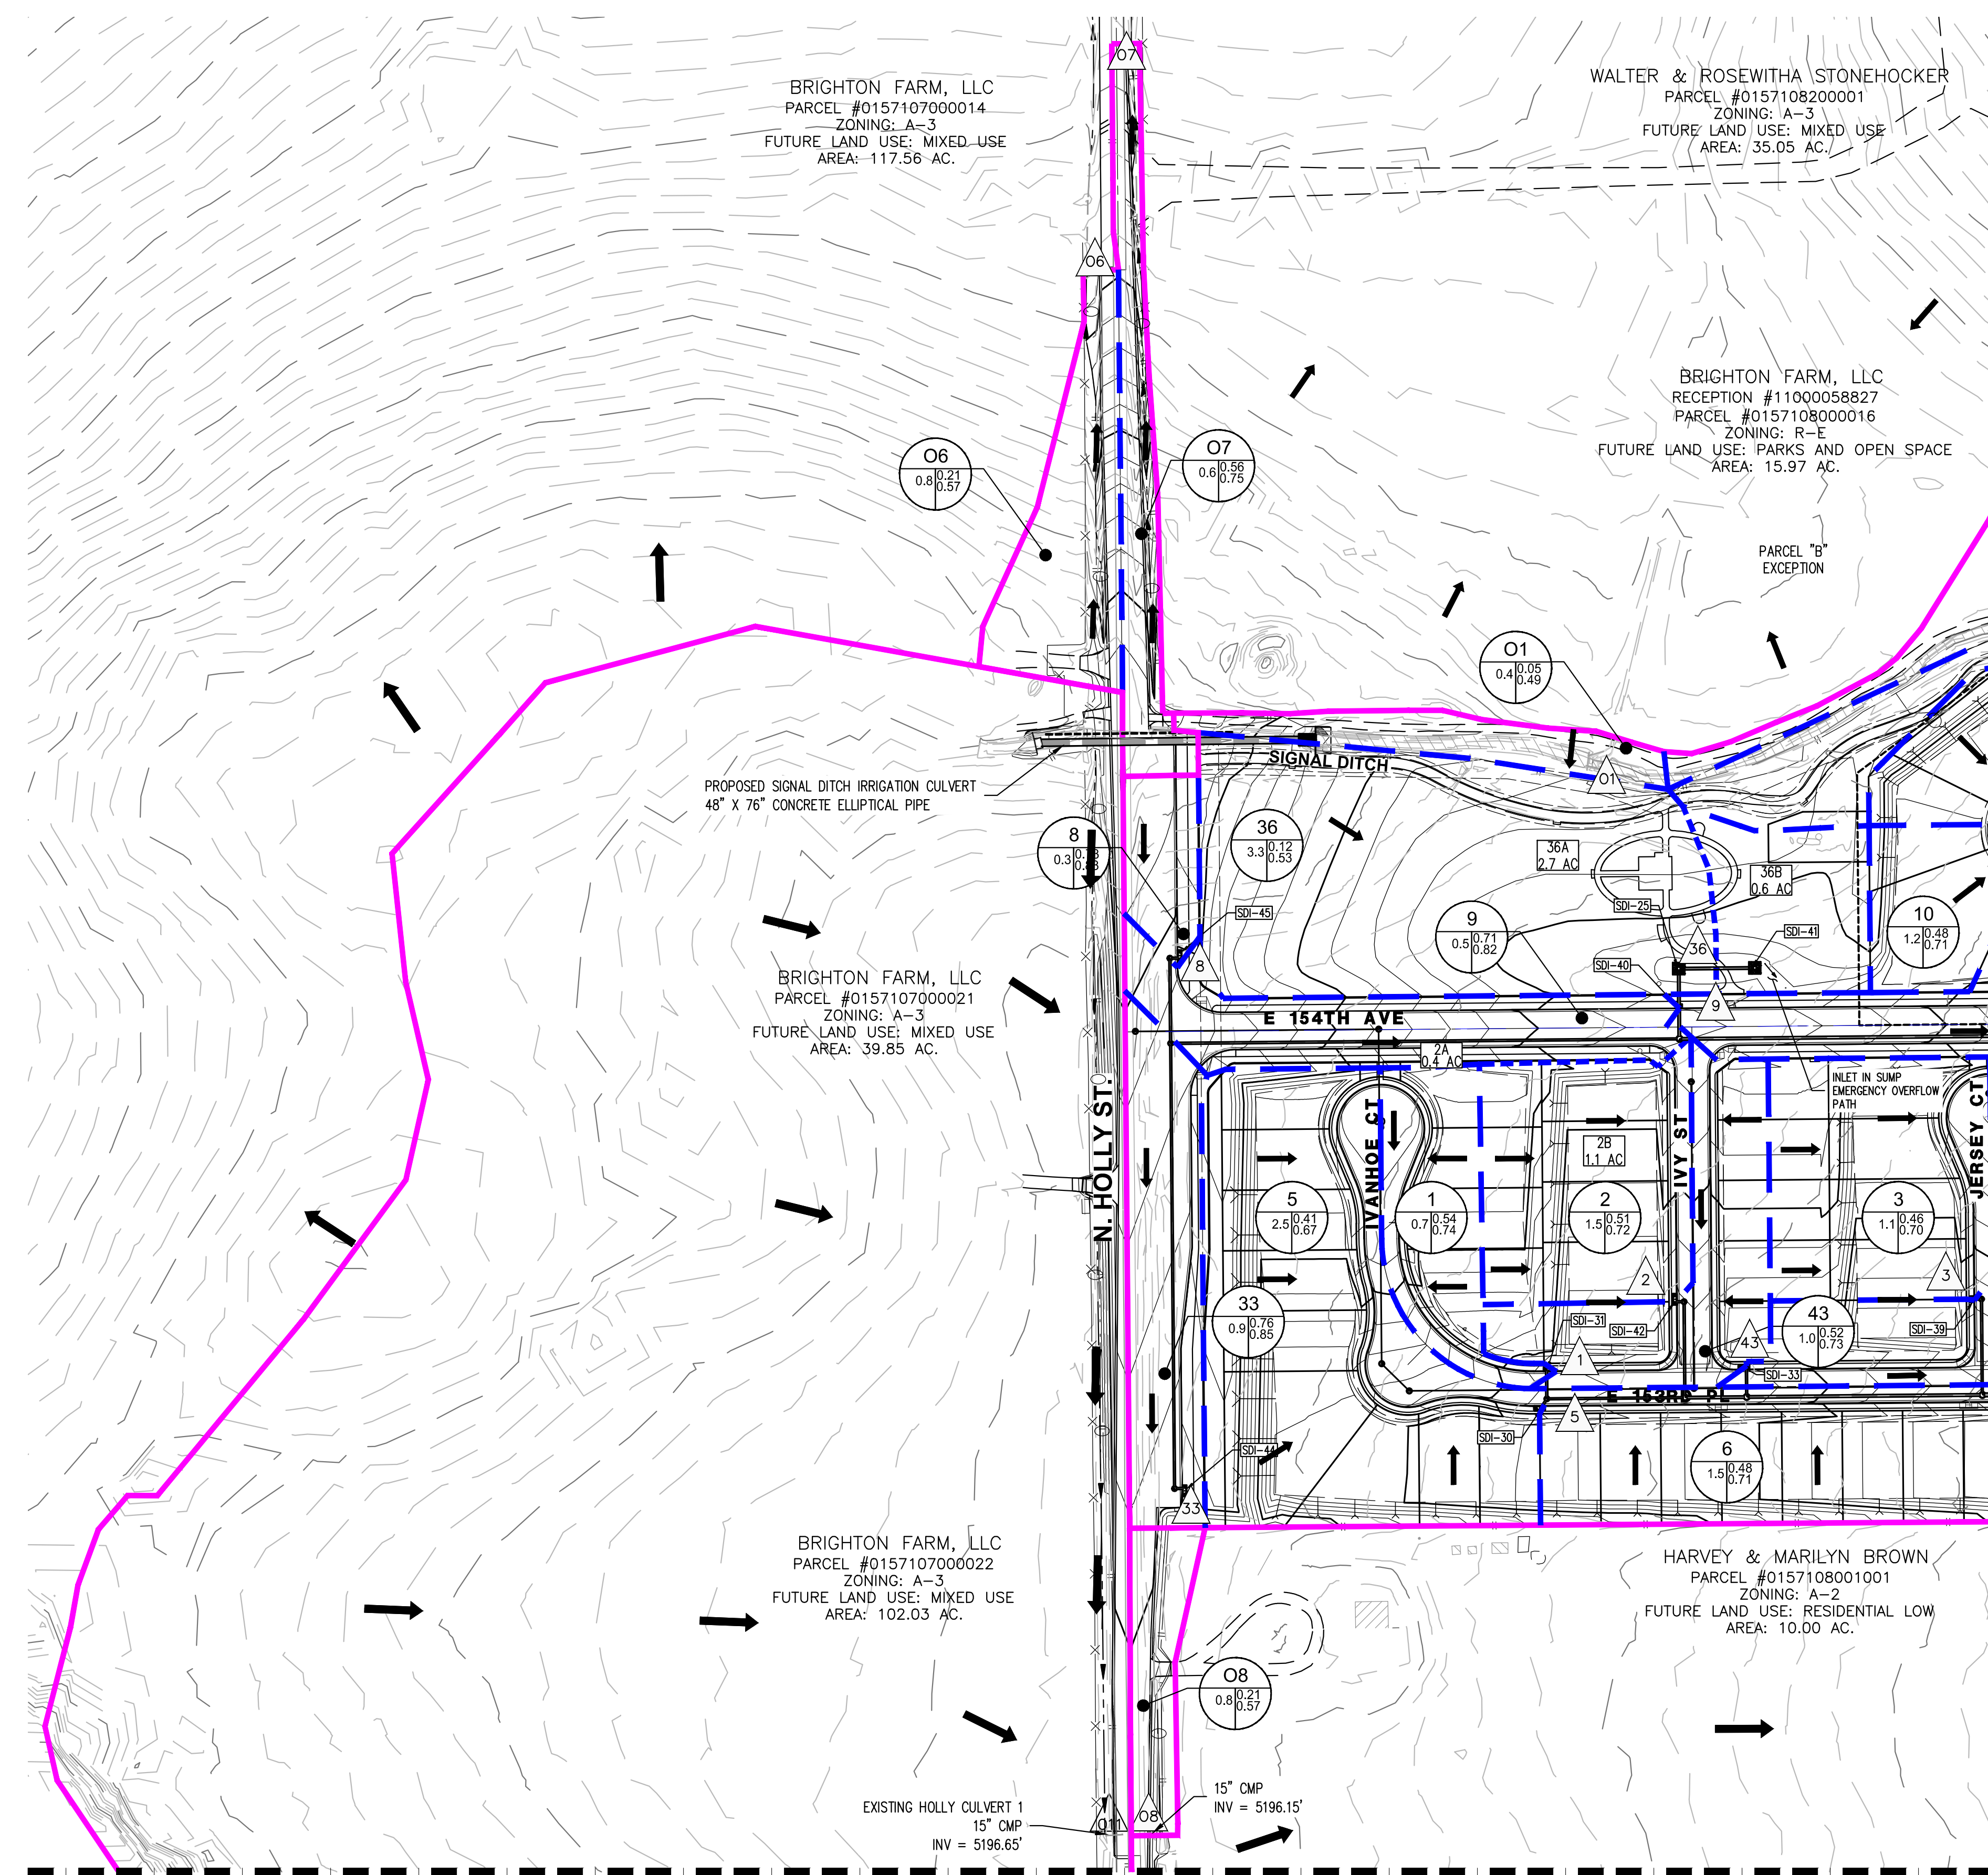 BRIGHTON FARM, LLC
PARCEL #0157107000014
ZONING: A-3
FUTURE LAND USE: MIXED USE
AREA: 117.56 AC.
WALTER & ROSEWITHA STONEHOCKER
PARCEL #0157108200001
ZONING: A-3
FUTURE LAND USE: MIXED USE
AREA: 35.05 AC.
O7
O6
BRIGHTON FARM, LLC
RECEPTION #11000058827
PARCEL #0157108000016
ZONING: R-E
FUTURE LAND USE: PARKS AND OPEN SPACE
AREA: 15.97 AC.
O6
0.8 0.21
0.57
O7
0.6 0.56
0.75
PARCEL "B"
EXCEPTION
O1
0.4 0.05
0.49
SIGNAL DITCH
O1
PROPOSED SIGNAL DITCH IRRIGATION CULVERT
48" X 76" CONCRETE ELLIPTICAL PIPE
8
0.3
36
3.3 0.12
0.53
36A
2.7 AC
36B
0.6 AC
SDI-25
SDI-45
9
0.5 0.71
0.82
10
1.2 0.48
0.71
SDI-41
36
SDI-40
8
9
BRIGHTON FARM, LLC
PARCEL #0157107000021
ZONING: A-3
FUTURE LAND USE: MIXED USE
AREA: 39.85 AC.
E 154TH AVE
2A
0.4 AC
INLET IN SUMP
EMERGENCY OVERFLOW
PATH
N. HOLLY ST.
IVANHOE CT
IVY ST
JERSEY CT
2B
1.1 AC
5
2.5 0.41
0.67
1
0.7 0.54
0.74
2
1.5 0.51
0.72
3
1.1 0.46
0.70
2
3
33
0.9 0.76
0.85
SDI-31
SDI-42
43
1.0 0.52
0.73
SDI-39
43
1
SDI-33
E 153RD PL
5
SDI-30
SDI-44
6
1.5 0.48
0.71
33
BRIGHTON FARM, LLC
PARCEL #0157107000022
ZONING: A-3
FUTURE LAND USE: MIXED USE
AREA: 102.03 AC.
HARVEY & MARILYN BROWN
PARCEL #0157108001001
ZONING: A-2
FUTURE LAND USE: RESIDENTIAL LOW
AREA: 10.00 AC.
O8
0.8 0.21
0.57
EXISTING HOLLY CULVERT 1
15" CMP
INV = 5196.65'
O11
O8
15" CMP
INV = 5196.15'